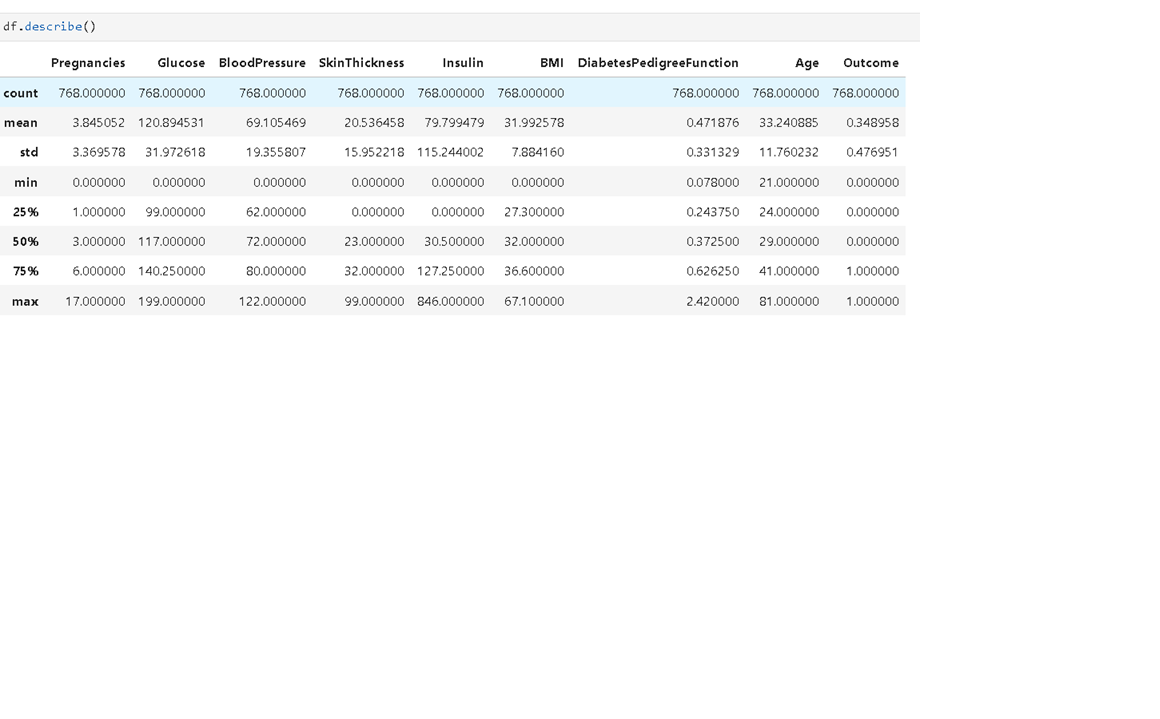 df.describe()
Pregnancies Glucose BloodPressure SkinThickness Insulin BMI DiabetesPedigreeFunction Age Outcome
count 768.000000 768.000000 768.000000 768.000000 768.000000 768.000000 768.000000 768.000000 768.000000
mean 3.845052 120.894531 69.105469 20.536458 79.799479 31.992578 0.471876 33.240885 0.348958
std 3.369578 31.972618 19.355807 15.952218 115.244002 7.884160 0.331329 11.760232 0.476951
min 0.000000 0.000000 0.000000 0.000000 0.000000 0.000000 0.078000 21.000000 0.000000
25% 1.000000 99.000000 62.000000 0.000000 0.000000 27.300000 0.243750 24.000000 0.000000
50% 3.000000 117.000000 72.000000 23.000000 30.500000 32.000000 0.372500 29.000000 0.000000
75% 6.000000 140.250000 80.000000 32.000000 127.250000 36.600000 0.626250 41.000000 1.000000
max 17.000000 199.000000 122.000000 99.000000 846.000000 67.100000 2.420000 81.000000 1.000000